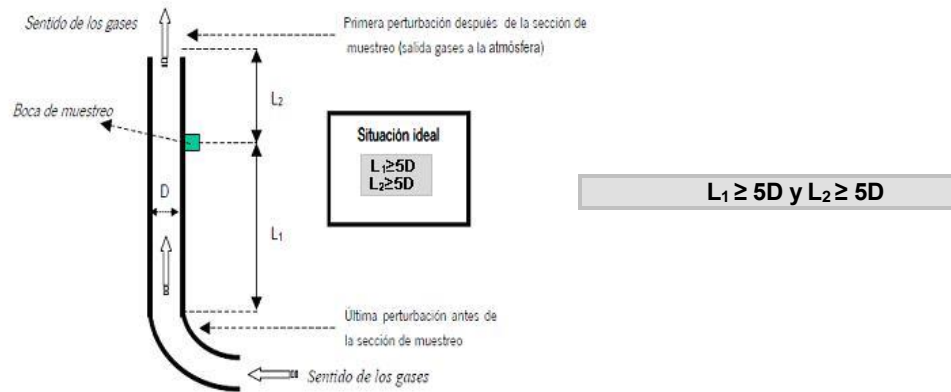 Sentido de los gases
Primera perturbación después de la sección de
muestreo (salida gases a la atmósfera)
L₂
Boca de muestreo
Situación ideal
L₁≥5D
L₂≥5D
L₁ ≥ 5D y L₂ ≥ 5D
D
L₁
Última perturbación antes de
la sección de muestreo
Sentido de los gases